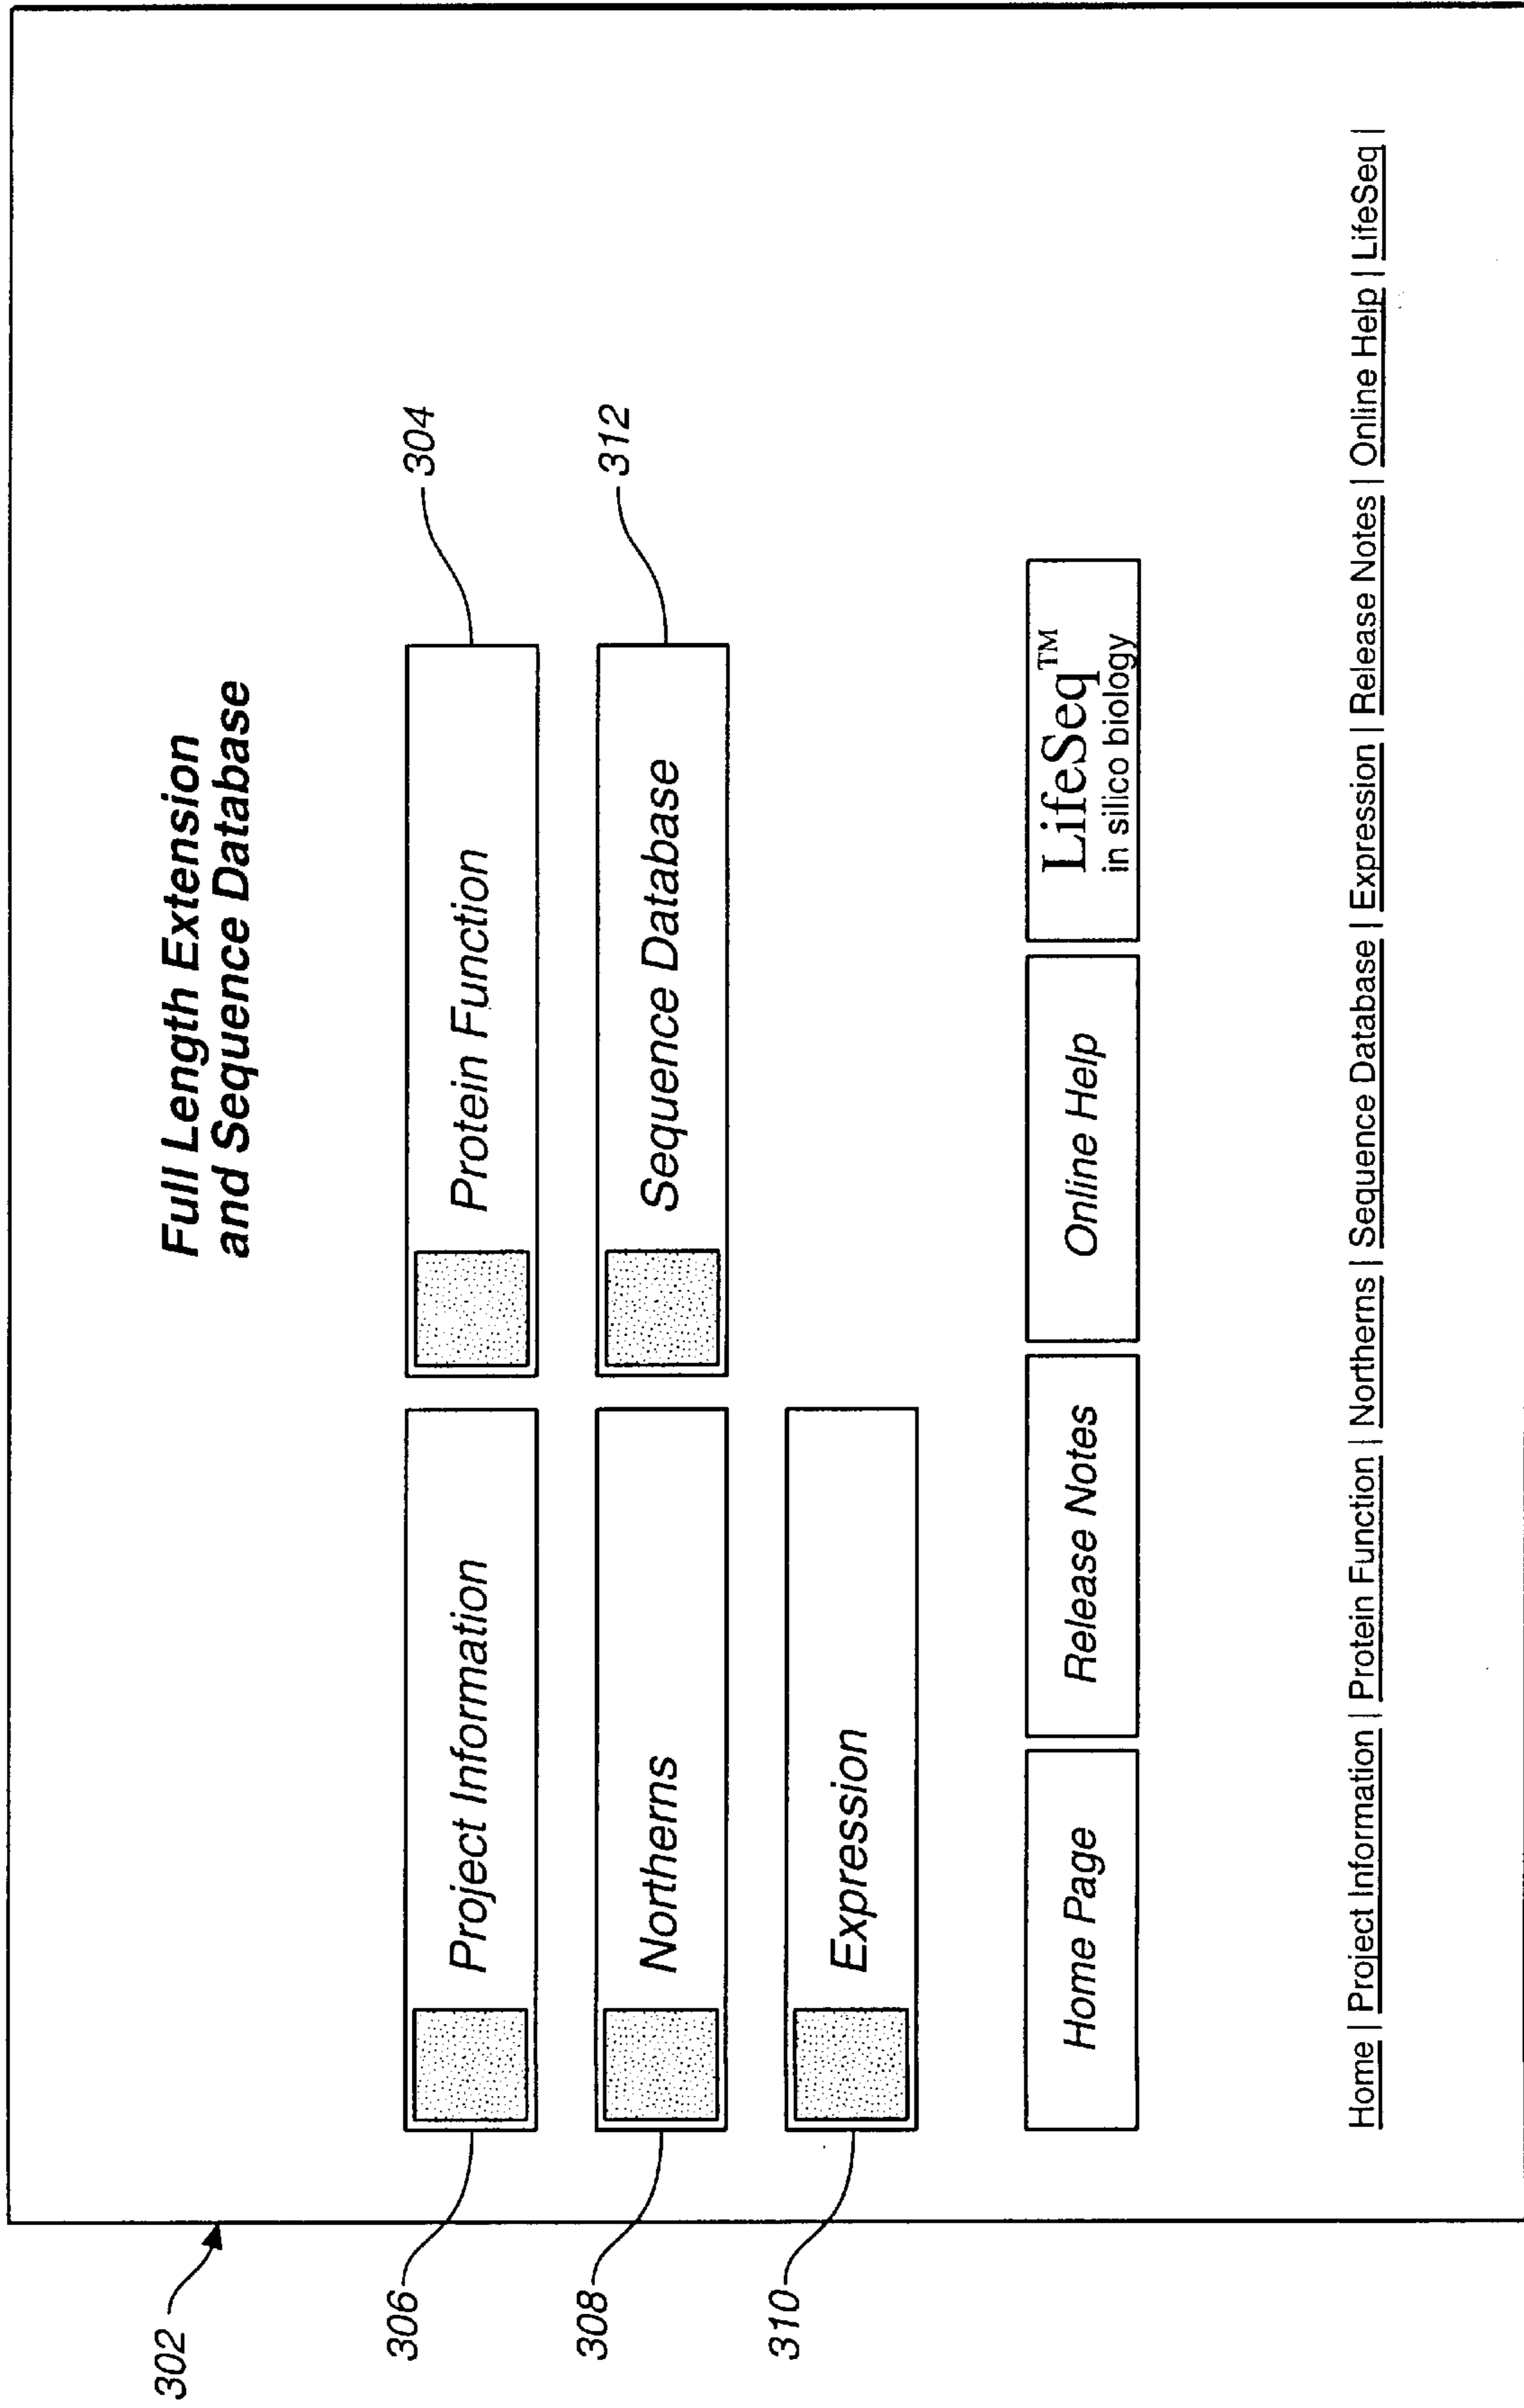 302
Full Length Extension
and Sequence Database
306
Project Information
Protein Function
304
308
Northerns
Sequence Database
312
310
Expression
Home Page
Release Notes
Online Help
LifeSeq™
in silico biology
Home | Project Information | Protein Function | Northerns | Sequence Database | Expression | Release Notes | Online Help | LifeSeq |